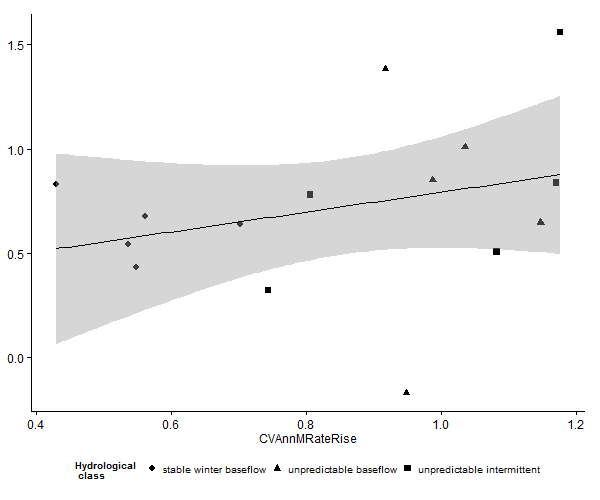 1.5
1.0
0.5
0.0
0.4 0.6 0.8 1.0 1.2
CVAnnMRateRise
Hydrological
class
stable winter baseflow unpredictable baseflow unpredictable intermittent